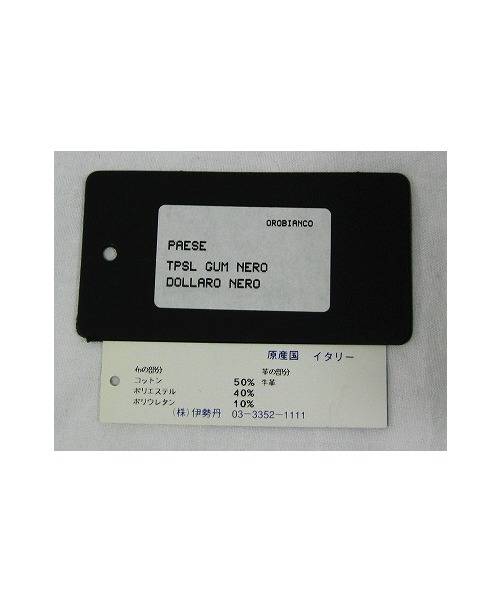 OROBIANCO
PAESE
TPSL GUM NERO
DOLLARO NERO
原産国 イタリー
布の部分 革の部分
コットン 50% 牛革
ポリエステル 40%
ポリウレタン 10%
(様)伊勢丹 03-3352-1111